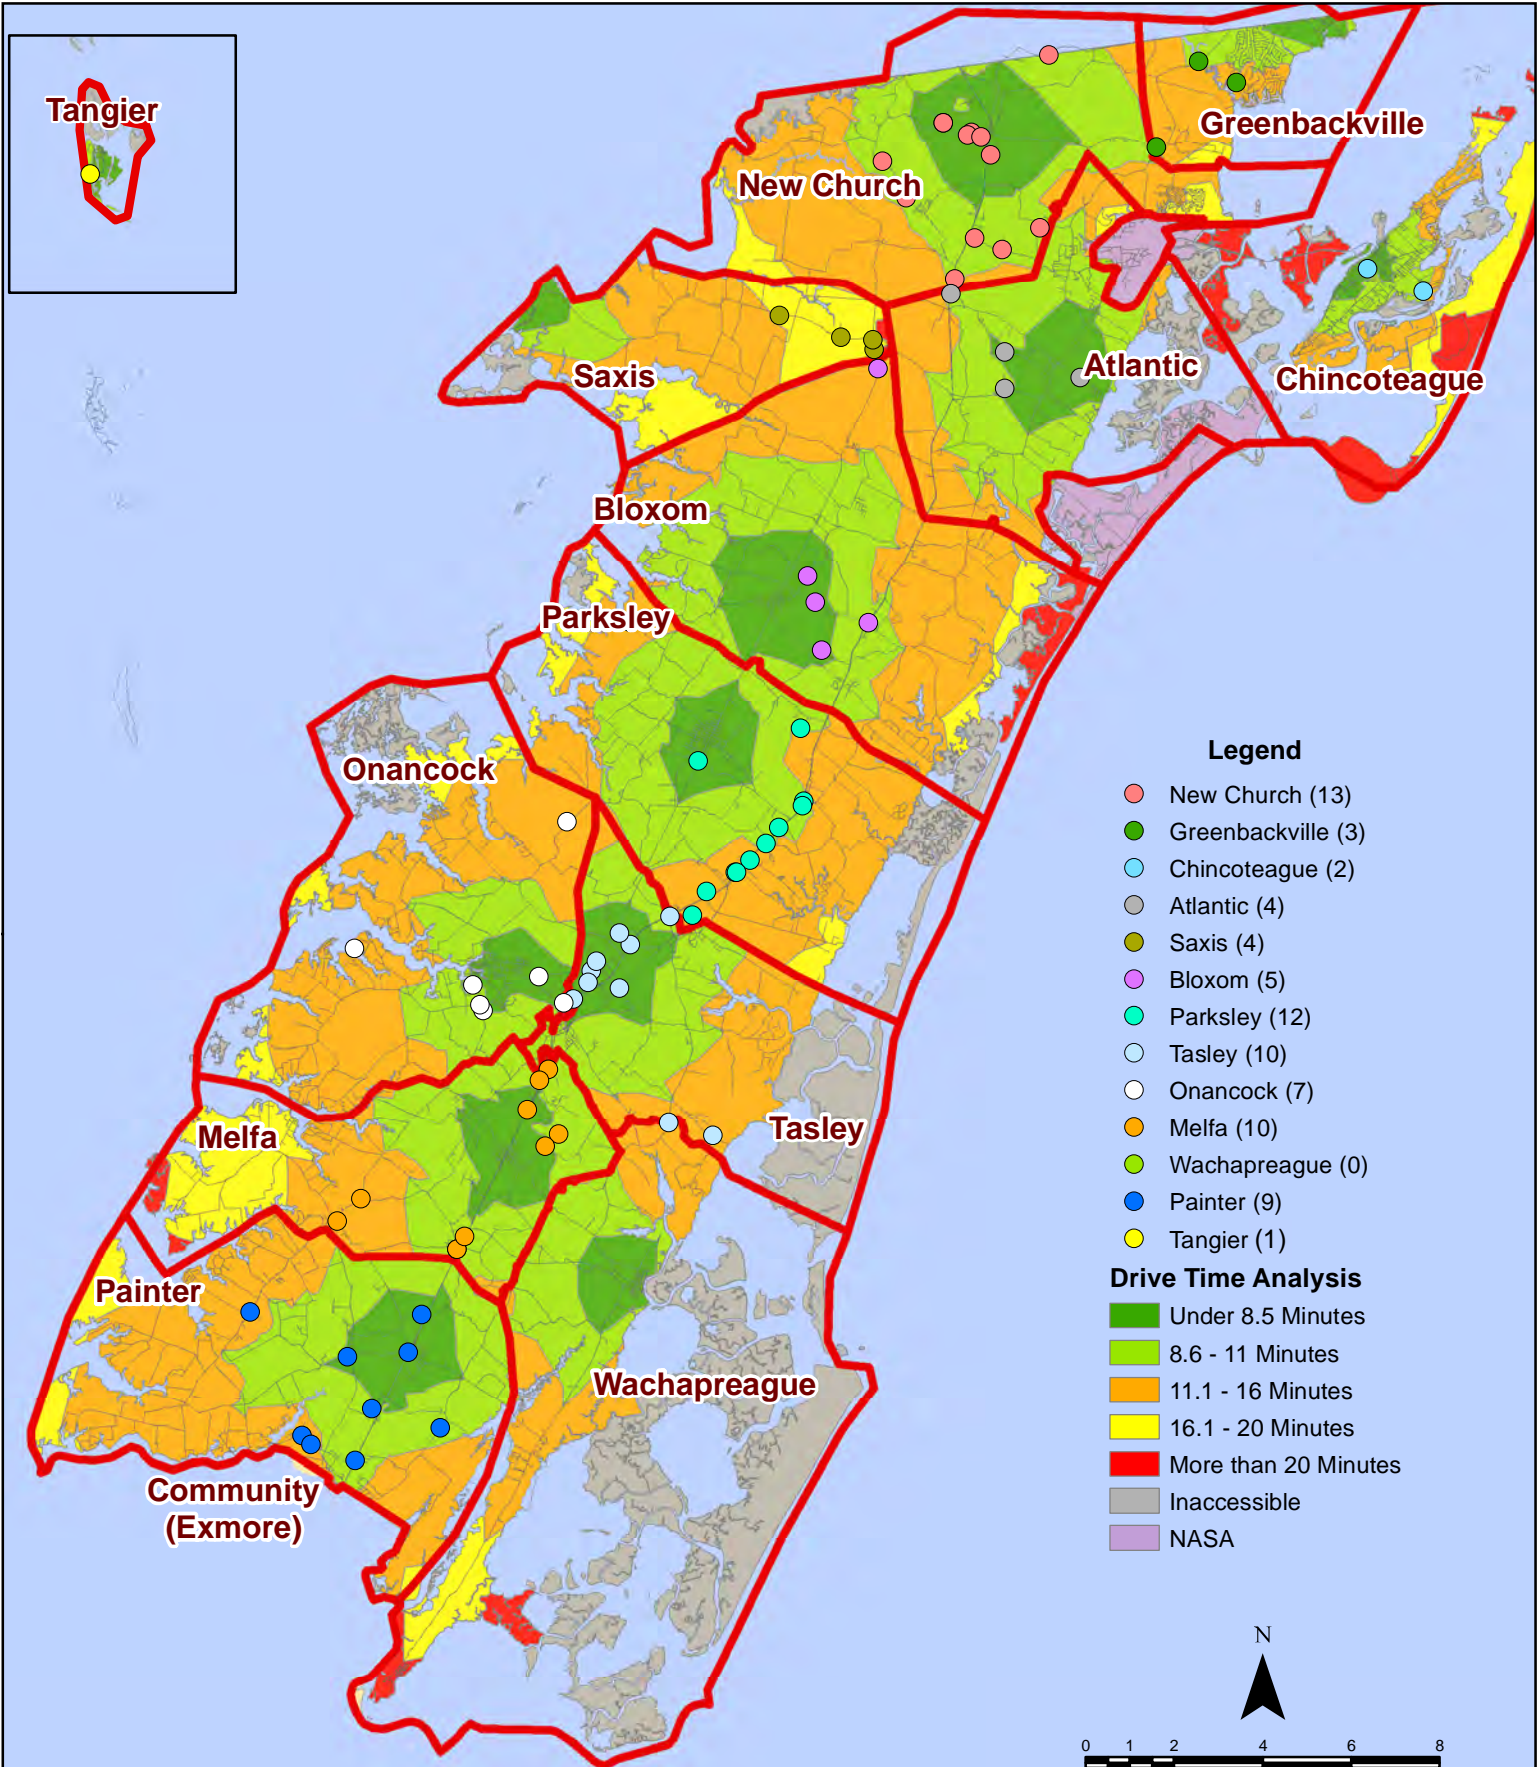 Tangier
Greenbackville
New Church
Atlantic
Chincoteague
Saxis
Bloxom
Parksley
Onancock
Melfa
Tasley
Painter
Wachapreague
Community
(Exmore)
Legend
New Church (13)
Greenbackville (3)
Chincoteague (2)
Atlantic (4)
Saxis (4)
Bloxom (5)
Parksley (12)
Tasley (10)
Onancock (7)
Melfa (10)
Wachapreague (0)
Painter (9)
Tangier (1)
Drive Time Analysis
Under 8.5 Minutes
8.6 - 11 Minutes
11.1 - 16 Minutes
16.1 - 20 Minutes
More than 20 Minutes
Inaccessible
NASA
N
0 1 2 4 6 8